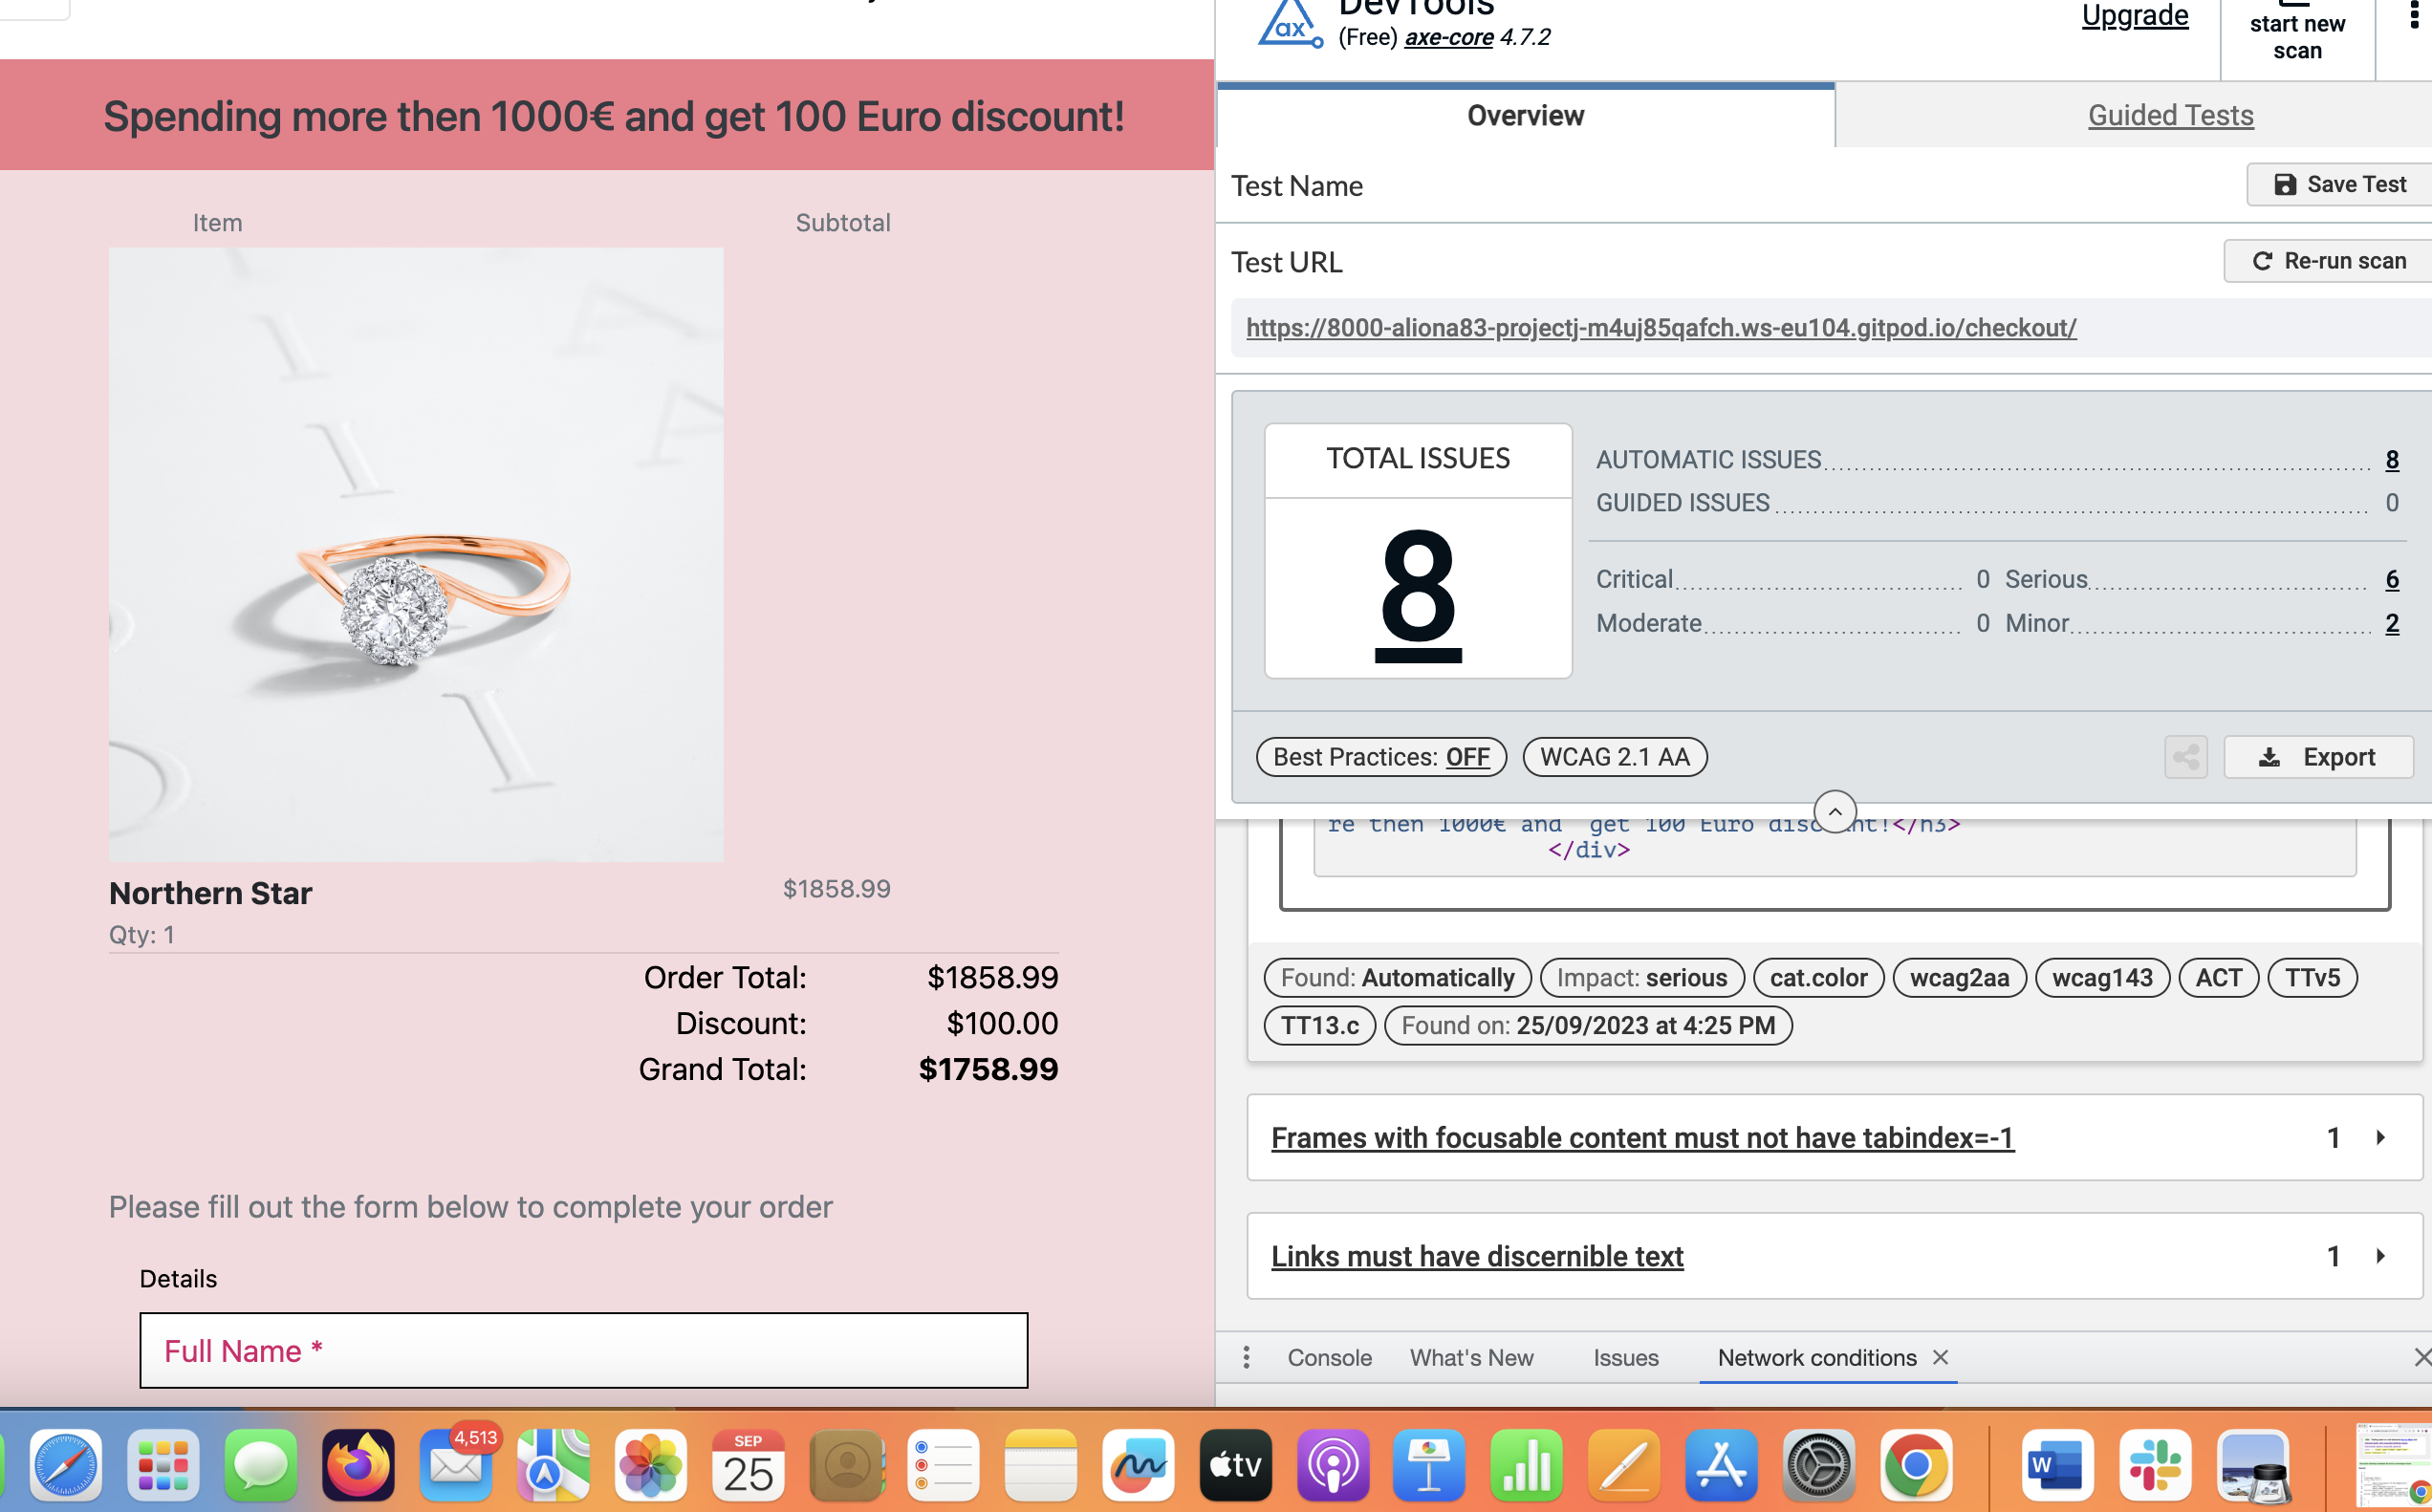 Spending more then 1000€ and get 100 Euro discount!
Item
Subtotal
Northern Star
$1858.99
Qty: 1
Order Total: $1858.99
Discount: $100.00
Grand Total: $1758.99
Please fill out the form below to complete your order
Details
Full Name *
DevTools
ax
(Free) axe-core 4.7.2
Upgrade
start new
scan
Overview
Guided Tests
Test Name
Save Test
Test URL
Re-run scan
https://8000-aliona83-projectj-m4uj85qafch.ws-eu104.gitpod.io/checkout/
TOTAL ISSUES
8
AUTOMATIC ISSUES 8
GUIDED ISSUES 0
Critical 0 Serious 6
Moderate 0 Minor 2
Best Practices: OFF
WCAG 2.1 AA
Export
re then 1000€ and get 100 Euro disc nt!</h3>
</div>
Found: Automatically Impact: serious cat.color wcag2aa wcag143 ACT TTv5
TT13.c Found on: 25/09/2023 at 4:25 PM
Frames with focusable content must not have tabindex=-1 1
Links must have discernible text 1
Console What's New Issues Network conditions
4,513
SEP
25
tv
W